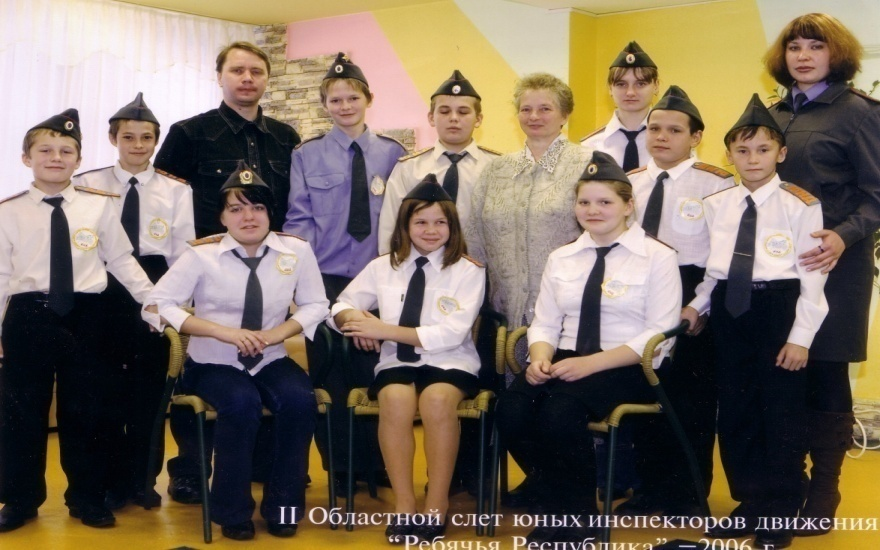 II Областной слет юных инспекторов движения
“Ребячья Республика” – 2006 г.